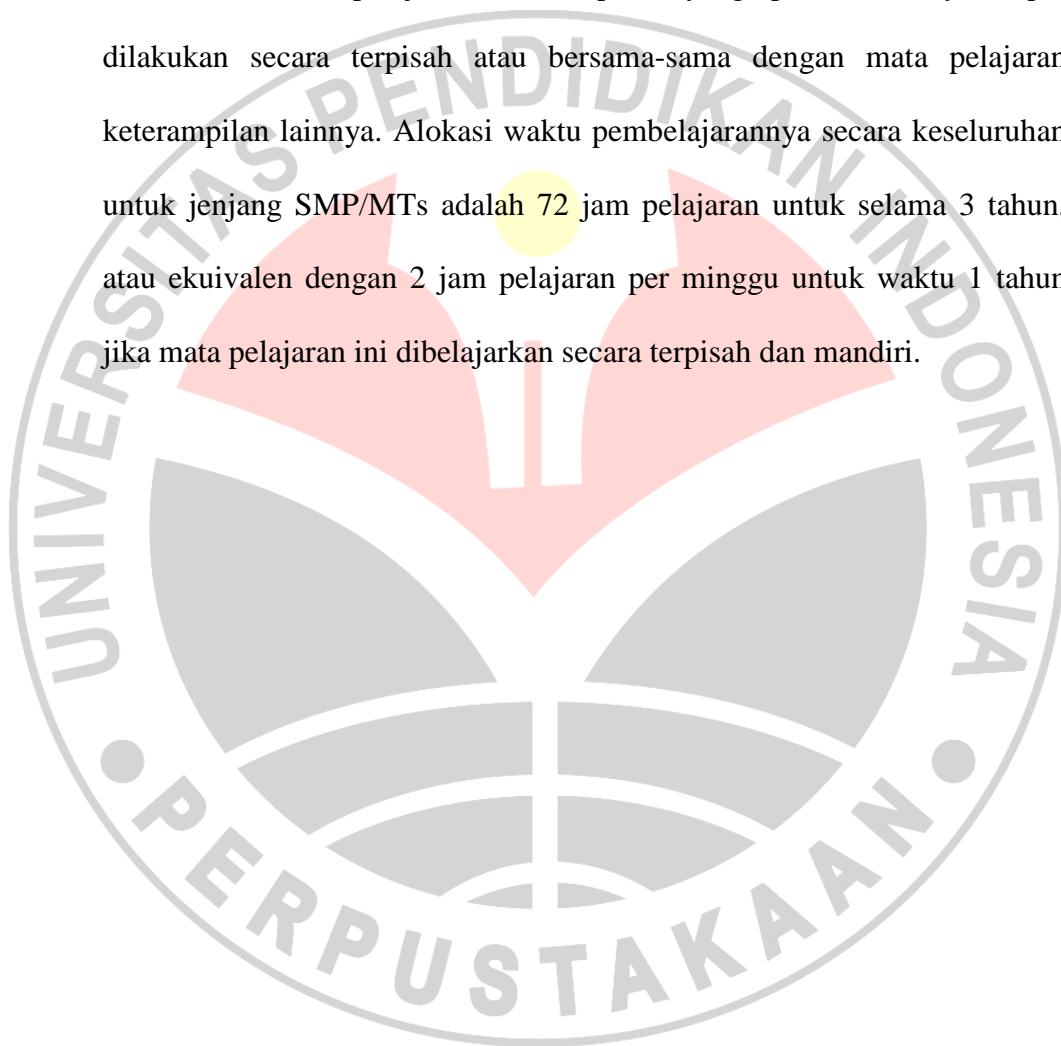 dilakukan secara terpisah atau bersama-sama dengan mata pelajaran
keterampilan lainnya. Alokasi waktu pembelajarannya secara keseluruhan
untuk jenjang SMP/MTs adalah 72 jam pelajaran untuk selama 3 tahun,
atau ekuivalen dengan 2 jam pelajaran per minggu untuk waktu 1 tahun
jika mata pelajaran ini dibelajarkan secara terpisah dan mandiri.
UNIVERSITAS PENDIDIKAN INDONESIA
PERPUSTAKAAN